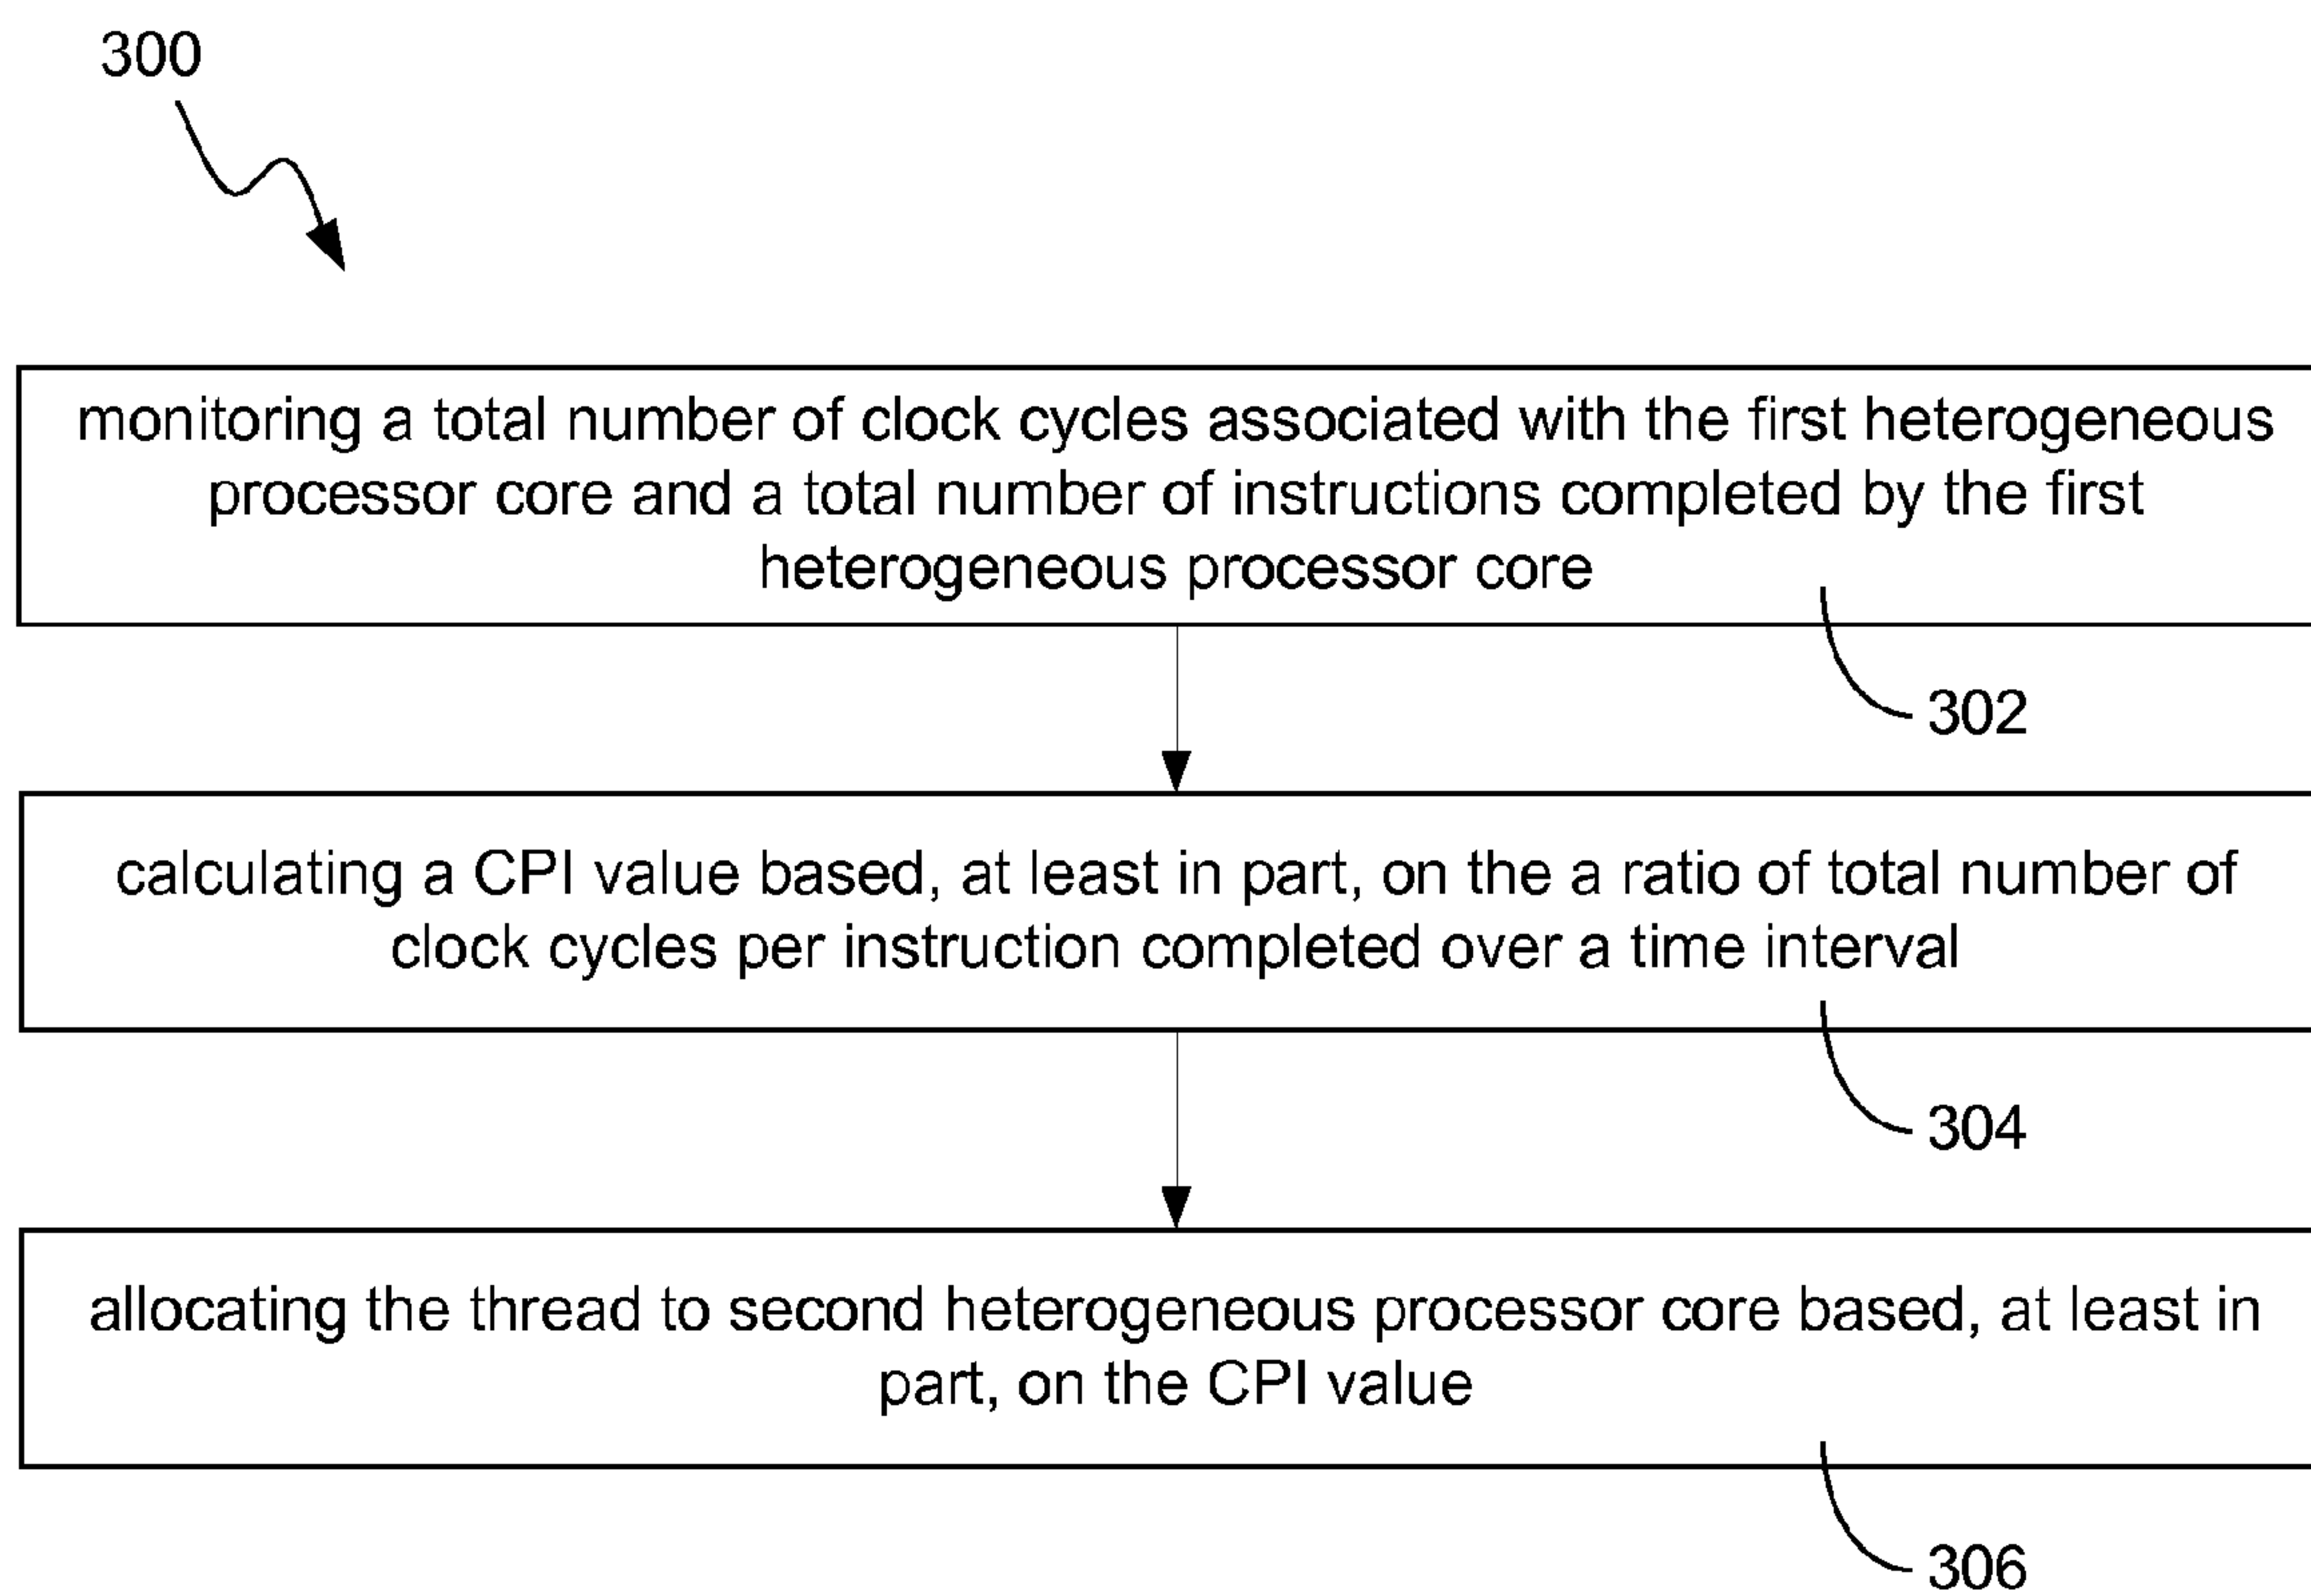 300
monitoring a total number of clock cycles associated with the first heterogeneous
processor core and a total number of instructions completed by the first
heterogeneous processor core
302
calculating a CPI value based, at least in part, on the a ratio of total number of
clock cycles per instruction completed over a time interval
304
allocating the thread to second heterogeneous processor core based, at least in
part, on the CPI value
306